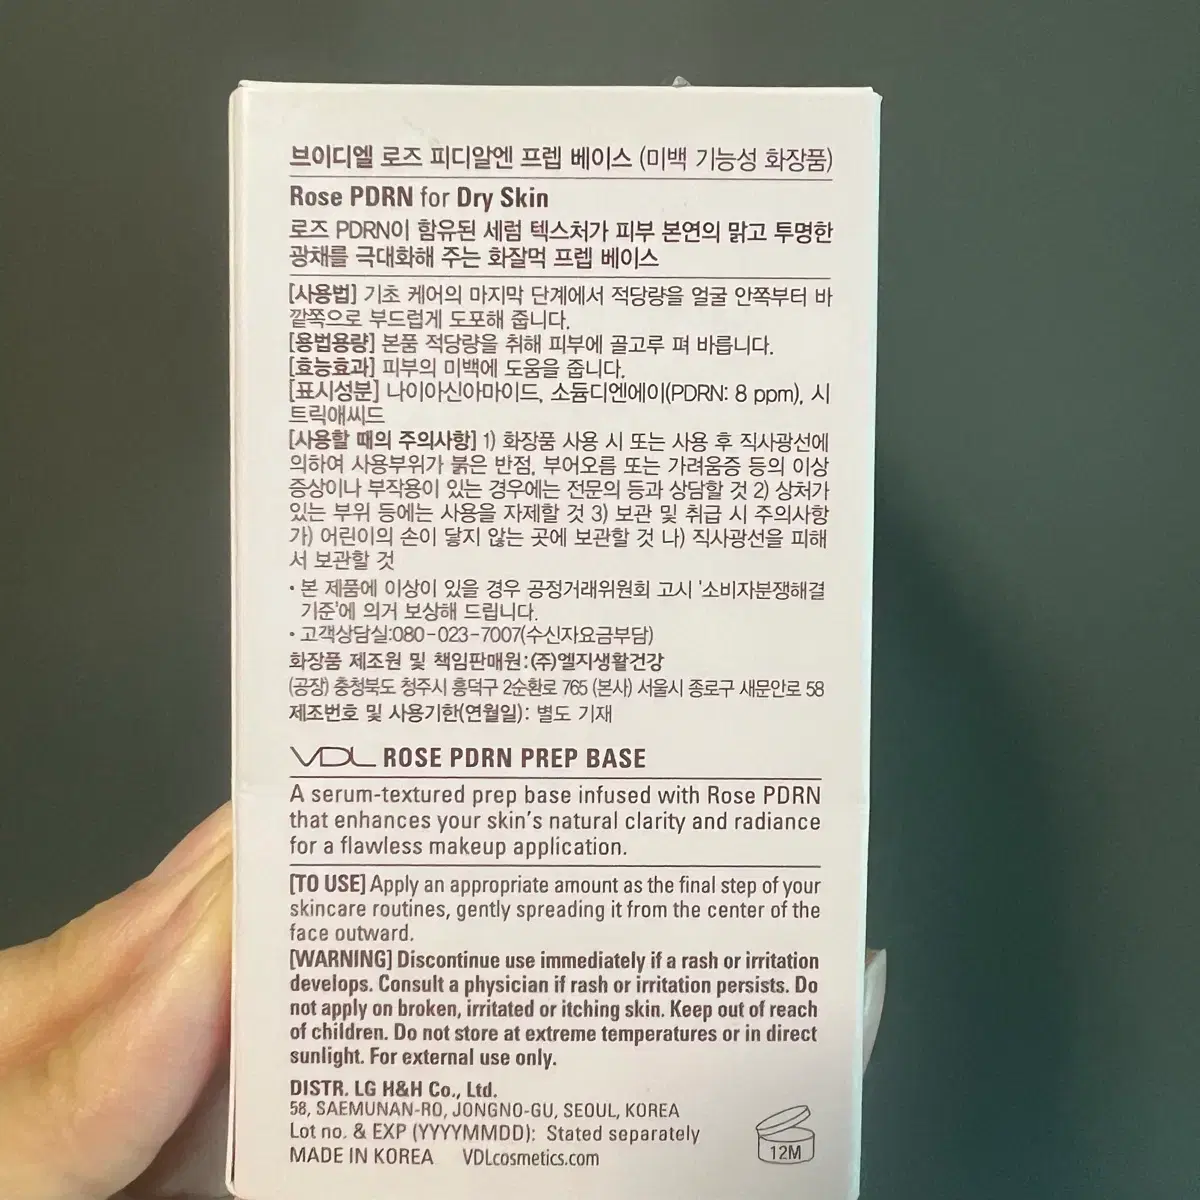 브이디엘 로즈 피디알엔 프렙 베이스 (미백 기능성 화장품)
Rose PDRN for Dry Skin
로즈 PDRN이 함유된 세럼 텍스처가 피부 본연의 맑고 투명한
광채를 극대화해 주는 화잘먹 프렙 베이스
[사용법] 기초 케어의 마지막 단계에서 적당량을 얼굴 안쪽부터 바
깥쪽으로 부드럽게 도포해 줍니다.
[용법용량] 본품 적당량을 취해 피부에 골고루 펴 바릅니다.
[효능효과] 피부의 미백에 도움을 줍니다.
[표시성분] 나이아신아마이드, 소듐디엔에이(PDRN: 8 ppm), 시
트릭애씨드
[사용할 때의 주의사항] 1) 화장품 사용 시 또는 사용 후 직사광선에
의하여 사용부위가 붉은 반점, 부어오름 또는 가려움증 등의 이상
증상이나 부작용이 있는 경우에는 전문의 등과 상담할 것 2) 상처가
있는 부위 등에는 사용을 자제할 것 3) 보관 및 취급 시 주의사항
가) 어린이의 손이 닿지 않는 곳에 보관할 것 나) 직사광선을 피해
서 보관할 것
• 본 제품에 이상이 있을 경우 공정거래위원회 고시 '소비자분쟁해결
기준'에 의거 보상해 드립니다.
• 고객상담실:080-023-7007(수신자요금부담)
화장품 제조원 및 책임판매원:(주)엘지생활건강
(공장) 충청북도 청주시 흥덕구 2순환로 765 (본사) 서울시 종로구 새문안로 58
제조번호 및 사용기한(연월일): 별도 기재
VDL ROSE PDRN PREP BASE
A serum-textured prep base infused with Rose PDRN
that enhances your skin's natural clarity and radiance
for a flawless makeup application.
[TO USE] Apply an appropriate amount as the final step of your
skincare routines, gently spreading it from the center of the
face outward.
[WARNING] Discontinue use immediately if a rash or irritation
develops. Consult a physician if rash or irritation persists. Do
not apply on broken, irritated or itching skin. Keep out of reach
of children. Do not store at extreme temperatures or in direct
sunlight. For external use only.
DISTR. LG H&H Co., Ltd.
58, SAEMUNAN-RO, JONGNO-GU, SEOUL, KOREA
Lot no. & EXP (YYYYMMDD): Stated separately
MADE IN KOREA VDLcosmetics.com
12M